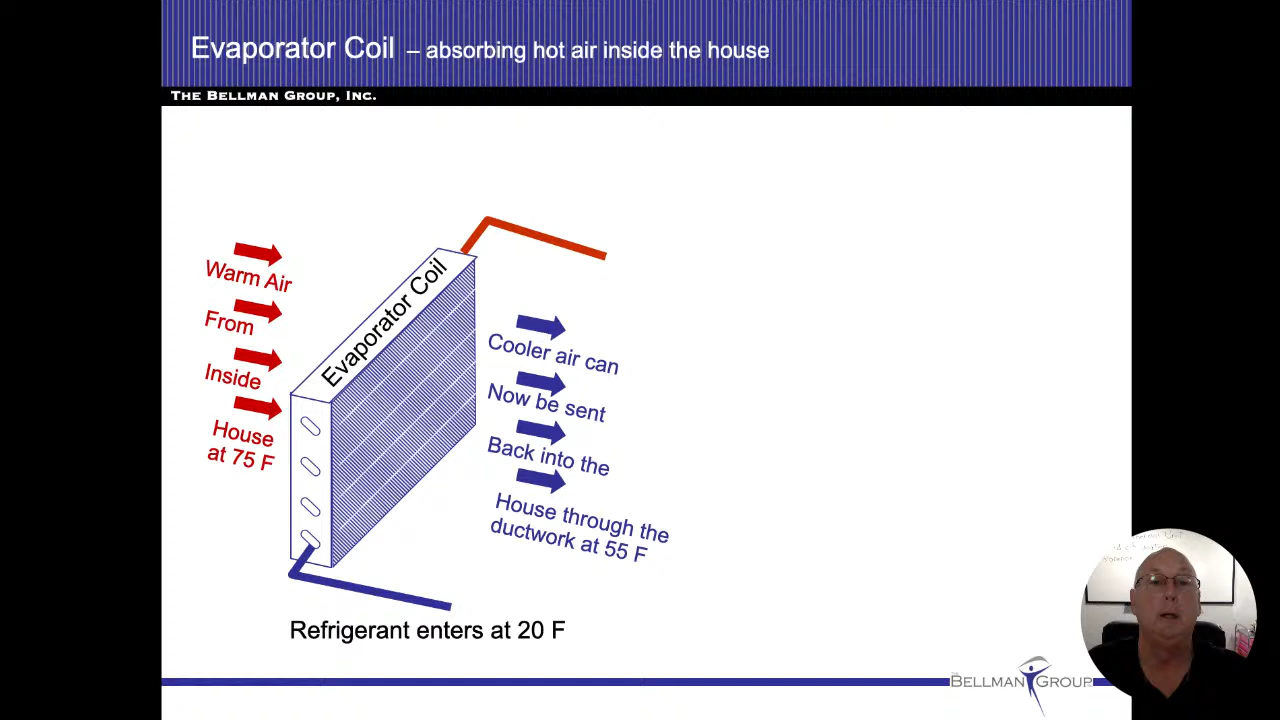 Evaporator Coil – absorbing hot air inside the house
THE BELLMAN GROUP, INC.
Warm Air
From
Inside
House
at 75 F
Evaporator Coil
Cooler air can
Now be sent
Back into the
House through the
ductwork at 55 F
Refrigerant enters at 20 F
THE
BELLMAN GROUP
Unit